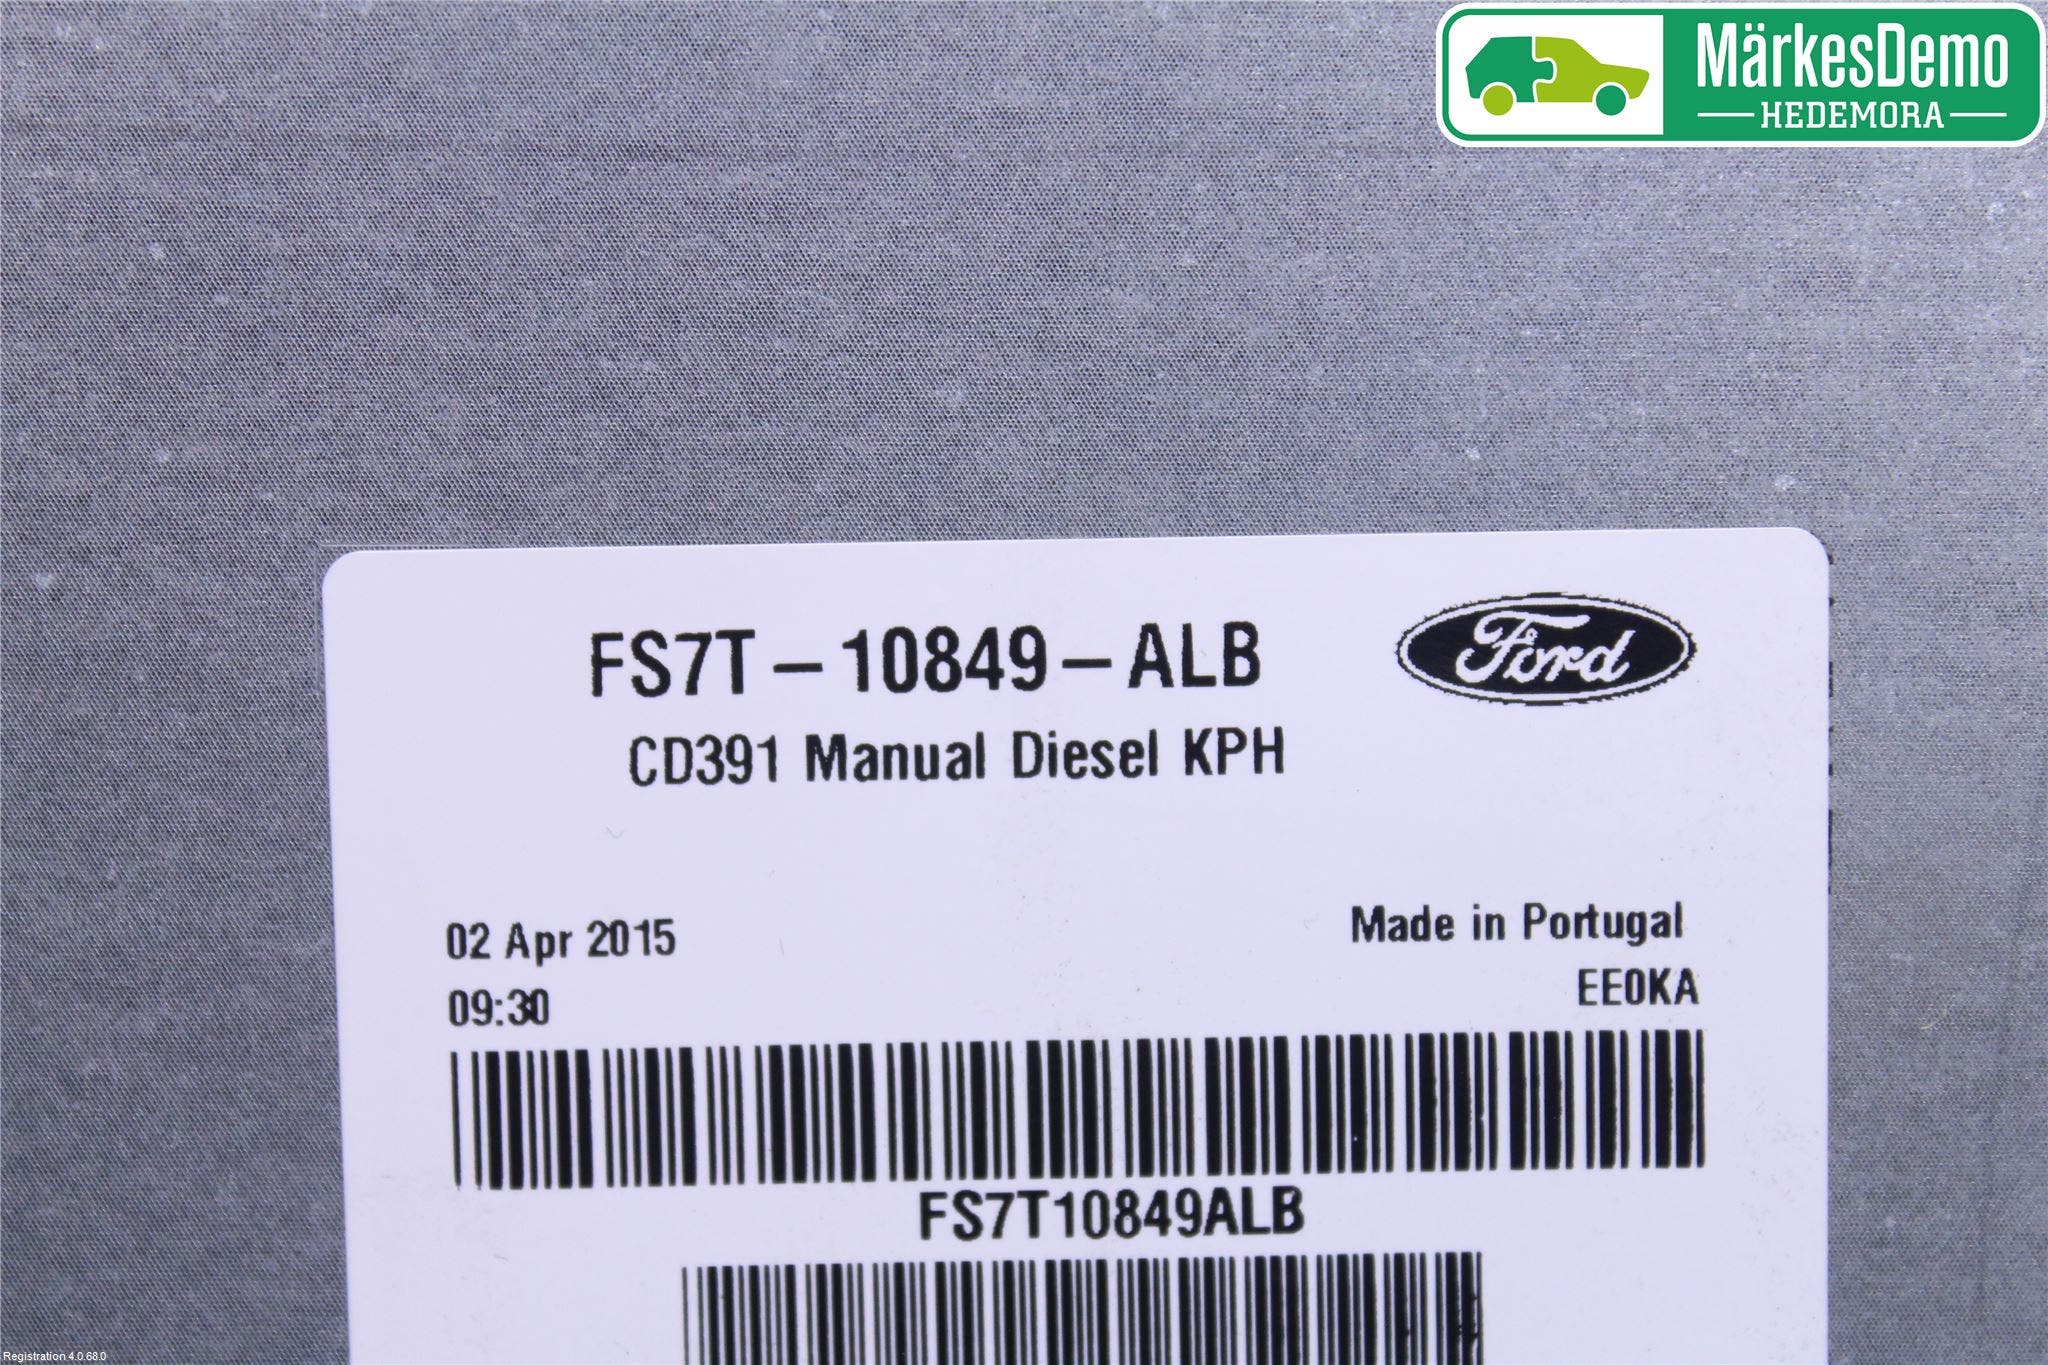 MärkesDemo
HEDEMORA
FS7T-10849-ALB
Ford
CD391 Manual Diesel KPH
02 Apr 2015
Made in Portugal
09:30
EE0KA
FS7T10849ALB
Registration 4.0.68.0